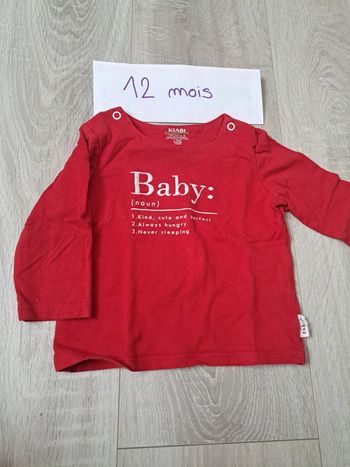 12 mois
KIABI
Baby:
(noun)
1.Kind, cute and
2.Always hungry
3.Never sleeping